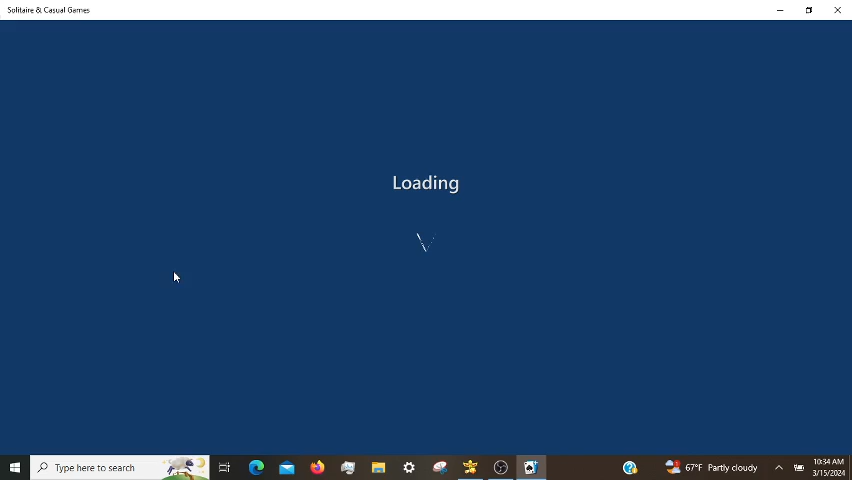 Solitaire & Casual Games
Loading
Type here to search
67°F Partly cloudy
10:34 AM
3/15/2024